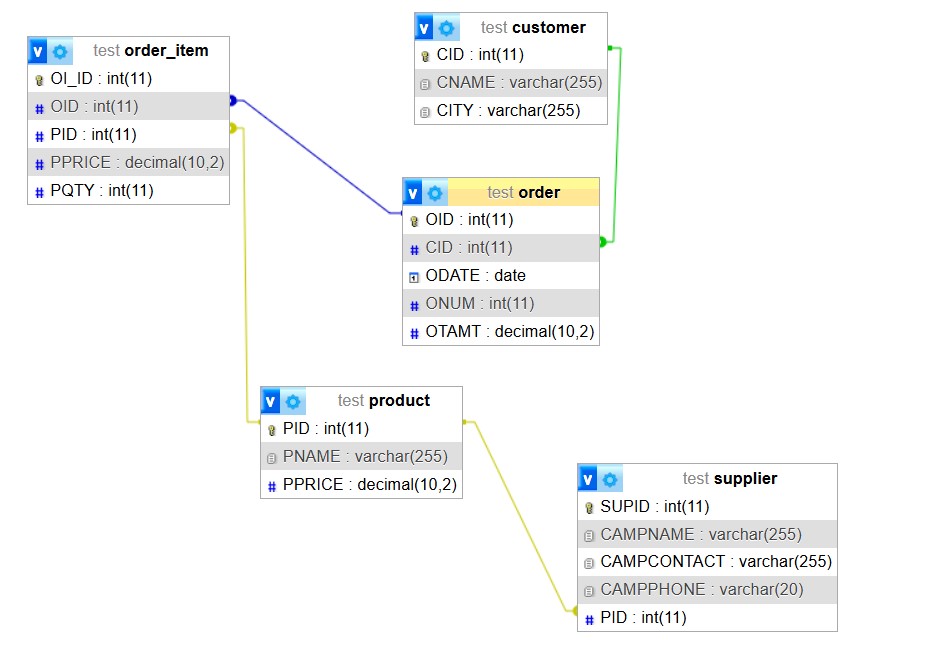 v test order_item
OI_ID : int(11)
# OID : int(11)
# PID : int(11)
# PPRICE : decimal(10,2)
# PQTY : int(11)
v test customer
CID : int(11)
CNAME : varchar(255)
CITY : varchar(255)
v test order
OID : int(11)
# CID : int(11)
1 ODATE : date
# ONUM : int(11)
# OTAMT : decimal(10,2)
v test product
PID : int(11)
PNAME : varchar(255)
# PPRICE : decimal(10,2)
v test supplier
SUPID : int(11)
CAMPNAME : varchar(255)
CAMPCONTACT : varchar(255)
CAMPPHONE : varchar(20)
# PID : int(11)